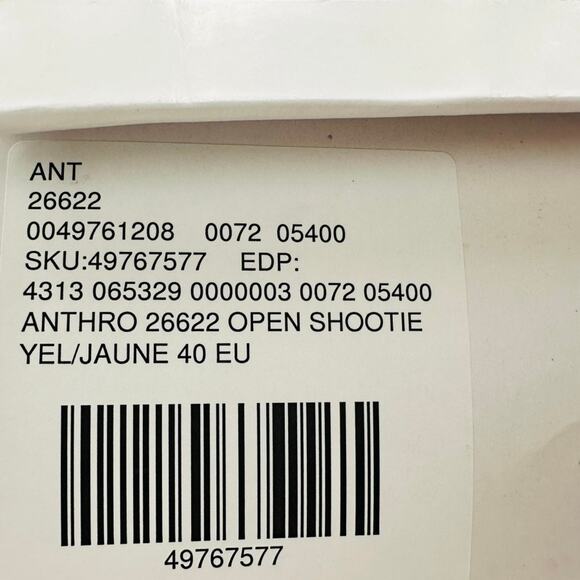 ANT
26622
0049761208 0072 05400
SKU:49767577 EDP:
4313 065329 0000003 0072 05400
ANTHRO 26622 OPEN SHOOTIE
YEL/JAUNE 40 EU
49767577